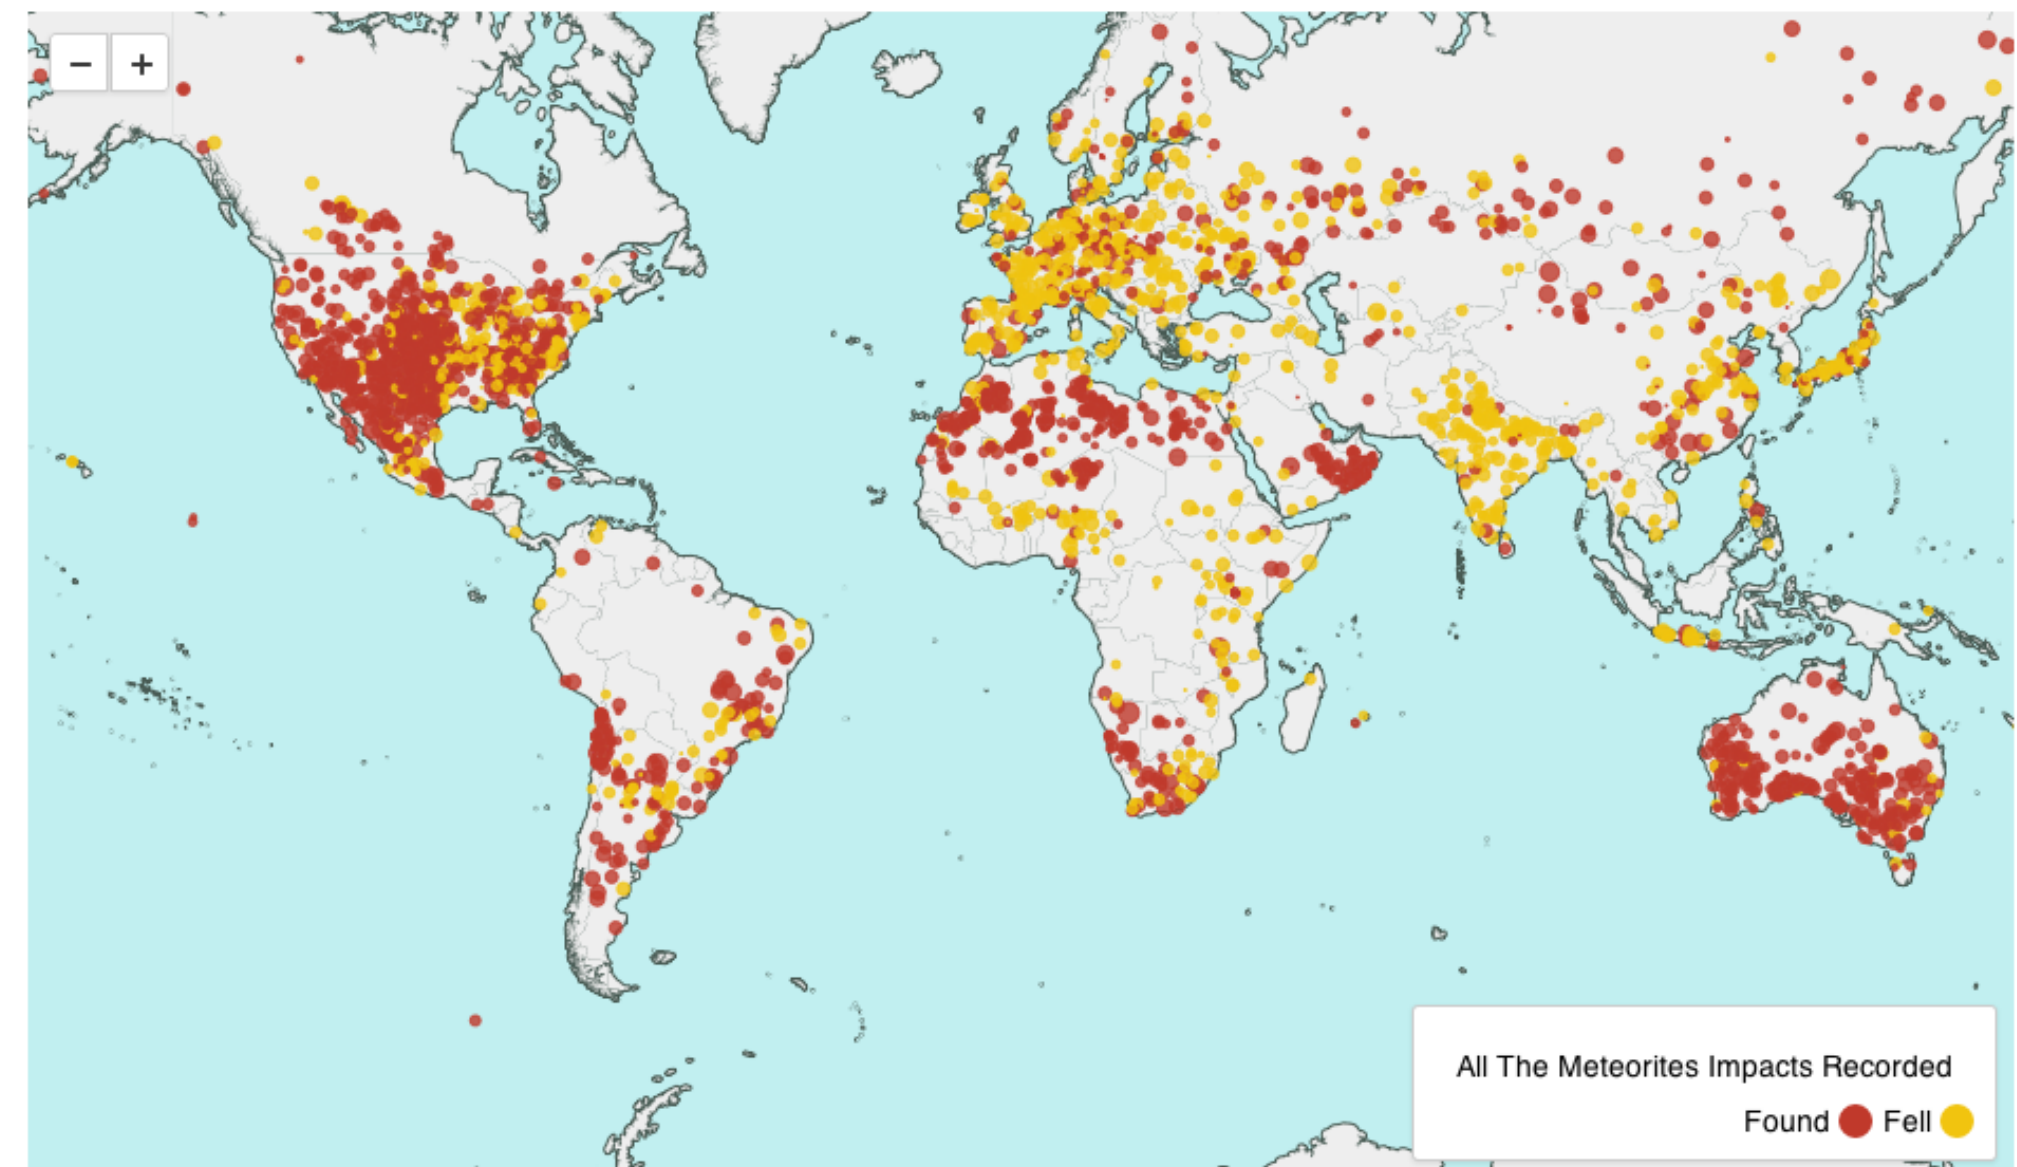 − +
All The Meteorites Impacts Recorded
Found Fell